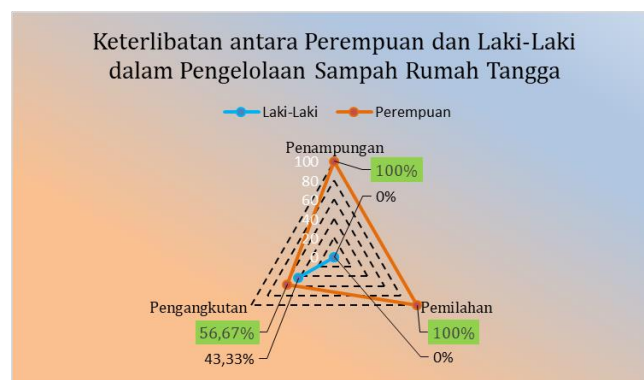 Keterlibatan antara Perempuan dan Laki-Laki
dalam Pengelolaan Sampah Rumah Tangga
Laki-Laki Perempuan
Penampungan
100
80
60
40
20
0
100%
0%
Pengangkutan
56,67%
43,33%
Pemilahan
100%
0%